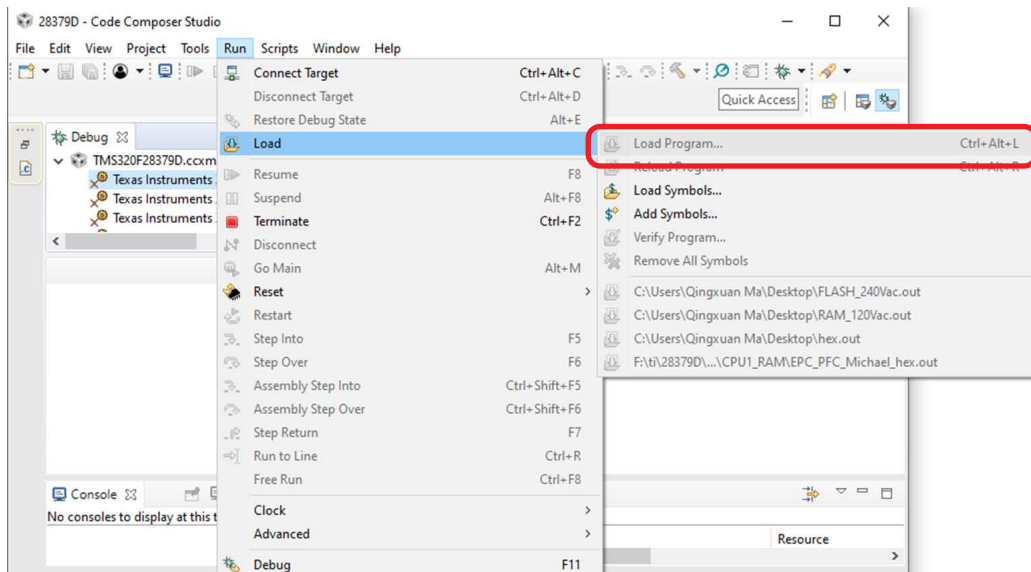 28379D - Code Composer Studio
File Edit View Project Tools Run Scripts Window Help
Quick Access
Debug
TMS320F28379D.ccxm
Texas Instruments
Texas Instruments
Texas Instruments
Connect Target Ctrl+Alt+C
Disconnect Target Ctrl+Alt+D
Restore Debug State Alt+E
Load
Resume F8
Suspend Alt+F8
Terminate Ctrl+F2
Disconnect
Go Main Alt+M
Reset
Restart
Step Into F5
Step Over F6
Assembly Step Into Ctrl+Shift+F5
Assembly Step Over Ctrl+Shift+F6
Step Return F7
Run to Line Ctrl+R
Free Run Ctrl+F8
Clock
Advanced
Debug F11
Load Program... Ctrl+Alt+L
Reload Program Ctrl+Alt+R
Load Symbols...
Add Symbols...
Verify Program...
Remove All Symbols
C:\Users\Qingxuan Ma\Desktop\FLASH_240Vac.out
C:\Users\Qingxuan Ma\Desktop\RAM_120Vac.out
C:\Users\Qingxuan Ma\Desktop\hex.out
F:\ti\28379D\...\CPU1_RAM\EPC_PFC_Michael_hex.out
Console
No consoles to display at this t
Resource